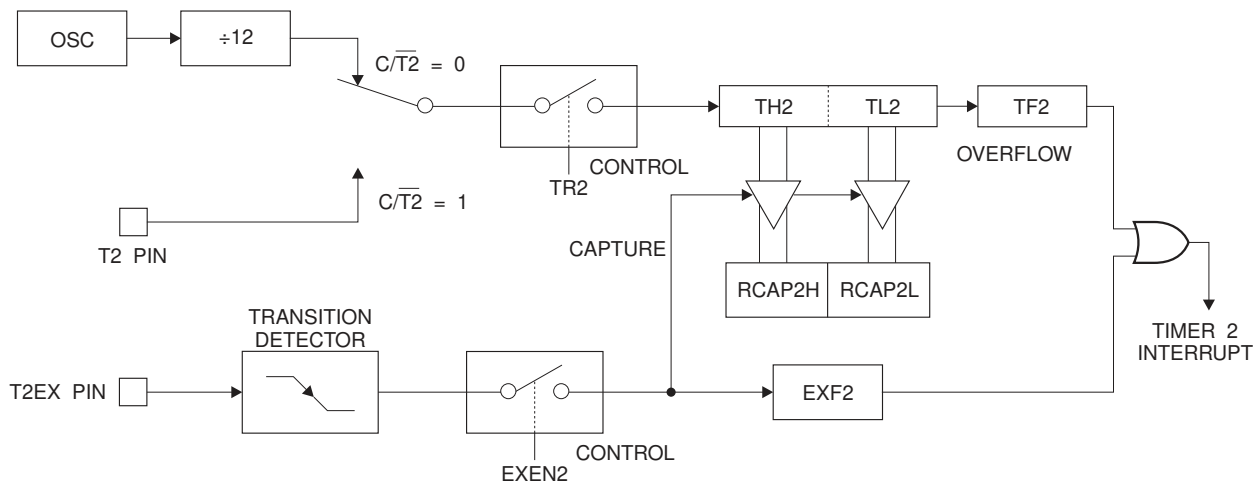 OSC
÷12
C/T2̅ = 0
TH2
TL2
TF2
OVERFLOW
CONTROL
TR2
C/T2̅ = 1
T2 PIN
CAPTURE
RCAP2H
RCAP2L
TRANSITION
DETECTOR
TIMER 2
INTERRUPT
T2EX PIN
EXF2
CONTROL
EXEN2